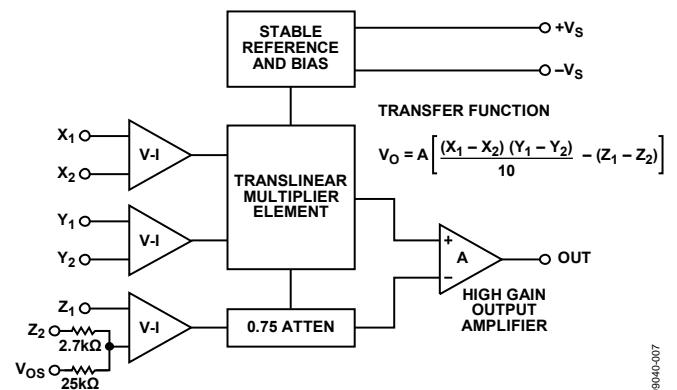 STABLE
REFERENCE
AND BIAS
+VS
–VS
TRANSFER FUNCTION
VO = A [ (X1 – X2) (Y1 – Y2) / 10 – (Z1 – Z2) ]
X1
X2
V-I
TRANSLINEAR
MULTIPLIER
ELEMENT
Y1
Y2
V-I
+
A
–
OUT
HIGH GAIN
OUTPUT
AMPLIFIER
Z1
Z2
2.7kΩ
V-I
0.75 ATTEN
VOS
25kΩ
9040-007